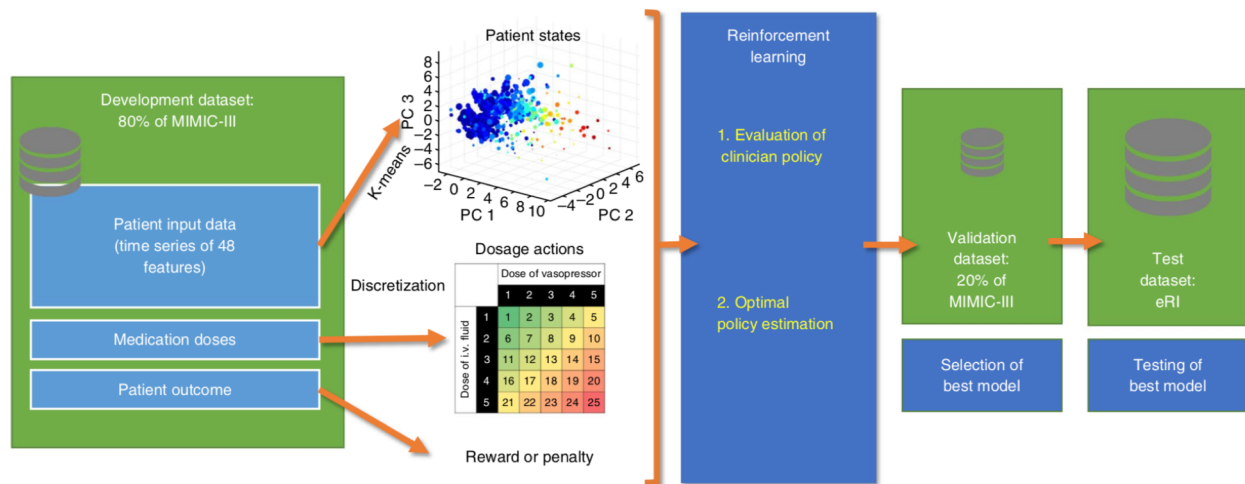 Development dataset:
80% of MIMIC-III
Patient input data
(time series of 48
features)
Medication doses
Patient outcome
K-means
Discretization
Patient states
8
6
4
2
0
−2
−4
−6
PC 3
−2 0 2 4 6 8 10
PC 1
−4 −2 0 2 4 6
PC 2
Dosage actions
Dose of vasopressor
1 2 3 4 5
Dose of i.v. fluid
1 1 2 3 4 5
2 6 7 8 9 10
3 11 12 13 14 15
4 16 17 18 19 20
5 21 22 23 24 25
Reward or penalty
Reinforcement
learning
1. Evaluation of
clinician policy
2. Optimal
policy estimation
Validation
dataset:
20% of
MIMIC-III
Selection of
best model
Test
dataset:
eRI
Testing of
best model